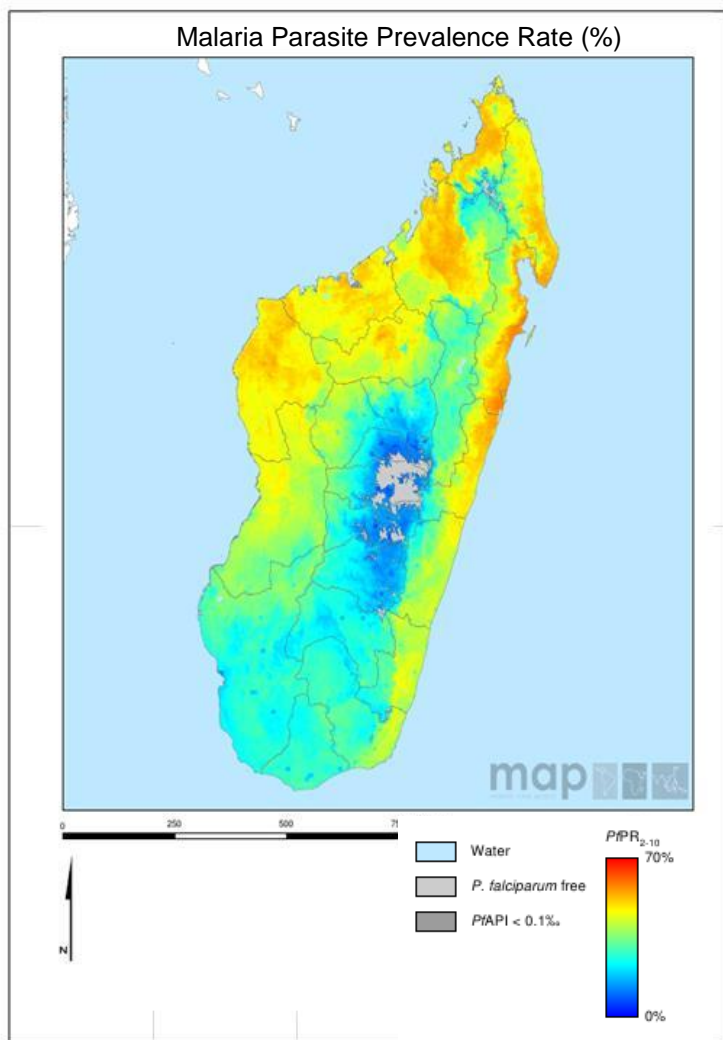 Malaria Parasite Prevalence Rate (%)
map
0 250 500
Water
P. falciparum free
PfAPI < 0.1‰
PfPR2-10
70%
0%
N